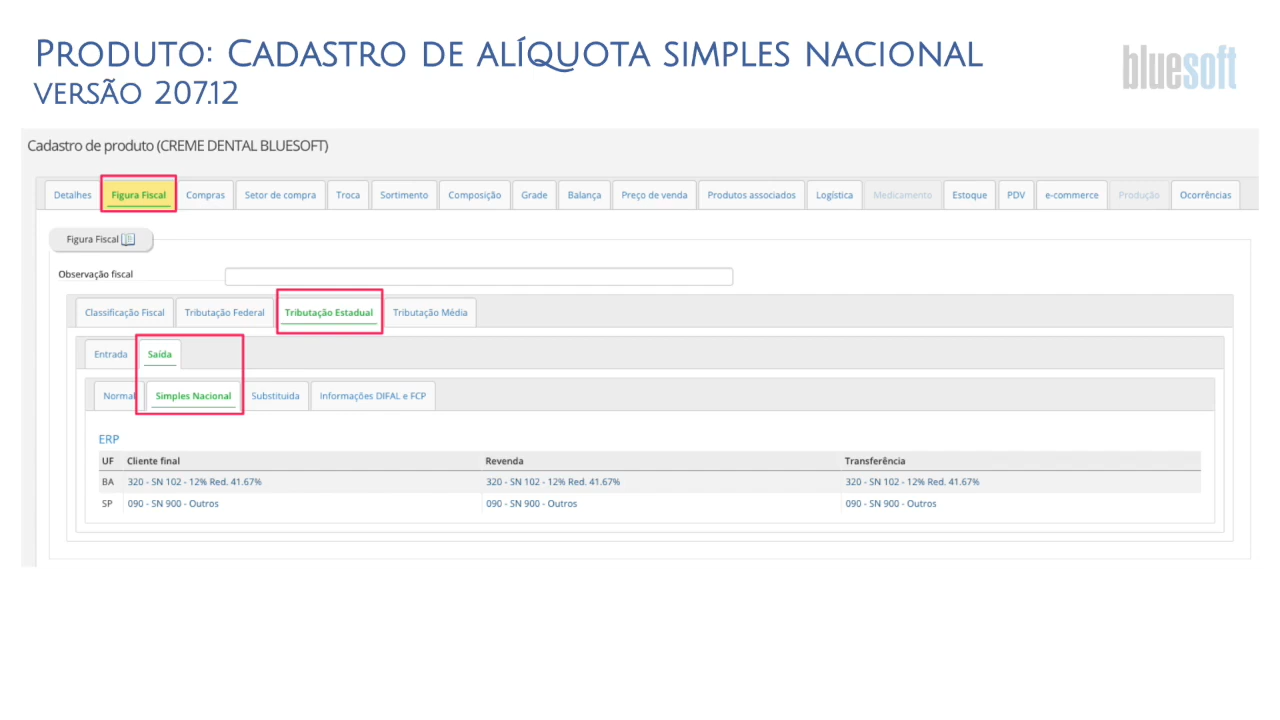 PRODUTO: CADASTRO DE ALÍQUOTA SIMPLES NACIONAL
VERSÃO 207.12
bluesoft
Cadastro de produto (CREME DENTAL BLUESOFT)
Detalhes Figura Fiscal Compras Setor de compra Troca Sortimento Composição Grade Balança Preço de venda Produtos associados Logística Medicamento Estoque PDV e-commerce Produção Ocorrências
Figura Fiscal
Observação fiscal
Classificação Fiscal Tributação Federal Tributação Estadual Tributação Média
Entrada Saída
Normal Simples Nacional Substituida Informações DIFAL e FCP
ERP
UF Cliente final Revenda Transferência
BA 320 - SN 102 - 12% Red. 41.67% 320 - SN 102 - 12% Red. 41.67% 320 - SN 102 - 12% Red. 41.67%
SP 090 - SN 900 - Outros 090 - SN 900 - Outros 090 - SN 900 - Outros